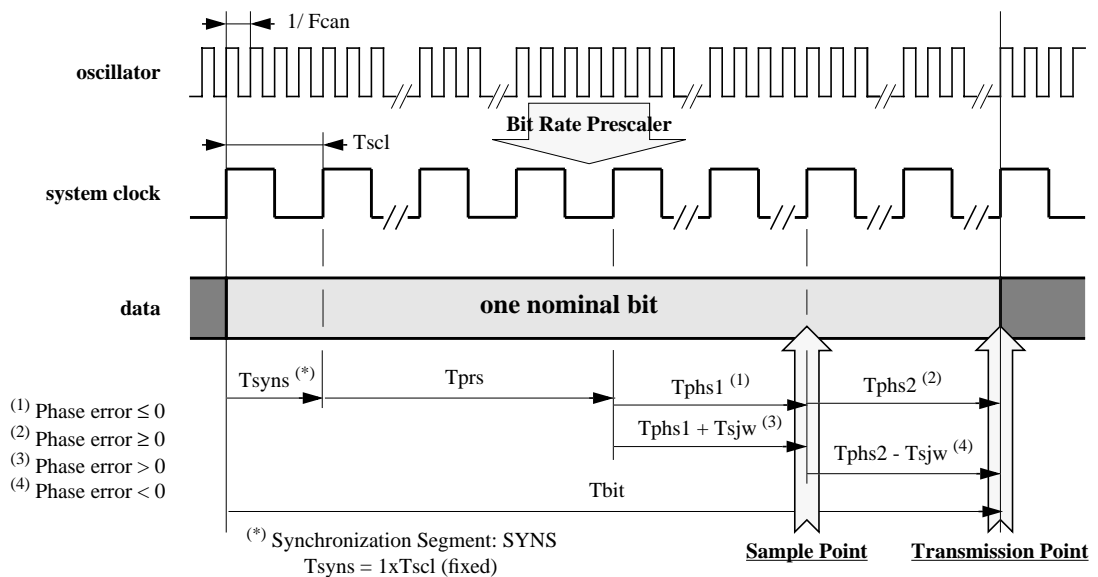 1/ Fcan
oscillator
Bit Rate Prescaler
Tscl
system clock
data
one nominal bit
Tsyns (*)
Tprs
Tphs1 (1)
Tphs2 (2)
(1) Phase error ≤ 0
(2) Phase error ≥ 0
(3) Phase error > 0
(4) Phase error < 0
Tphs1 + Tsjw (3)
Tphs2 - Tsjw (4)
Tbit
(*) Synchronization Segment: SYNS
Tsyns = 1xTscl (fixed)
Sample Point
Transmission Point